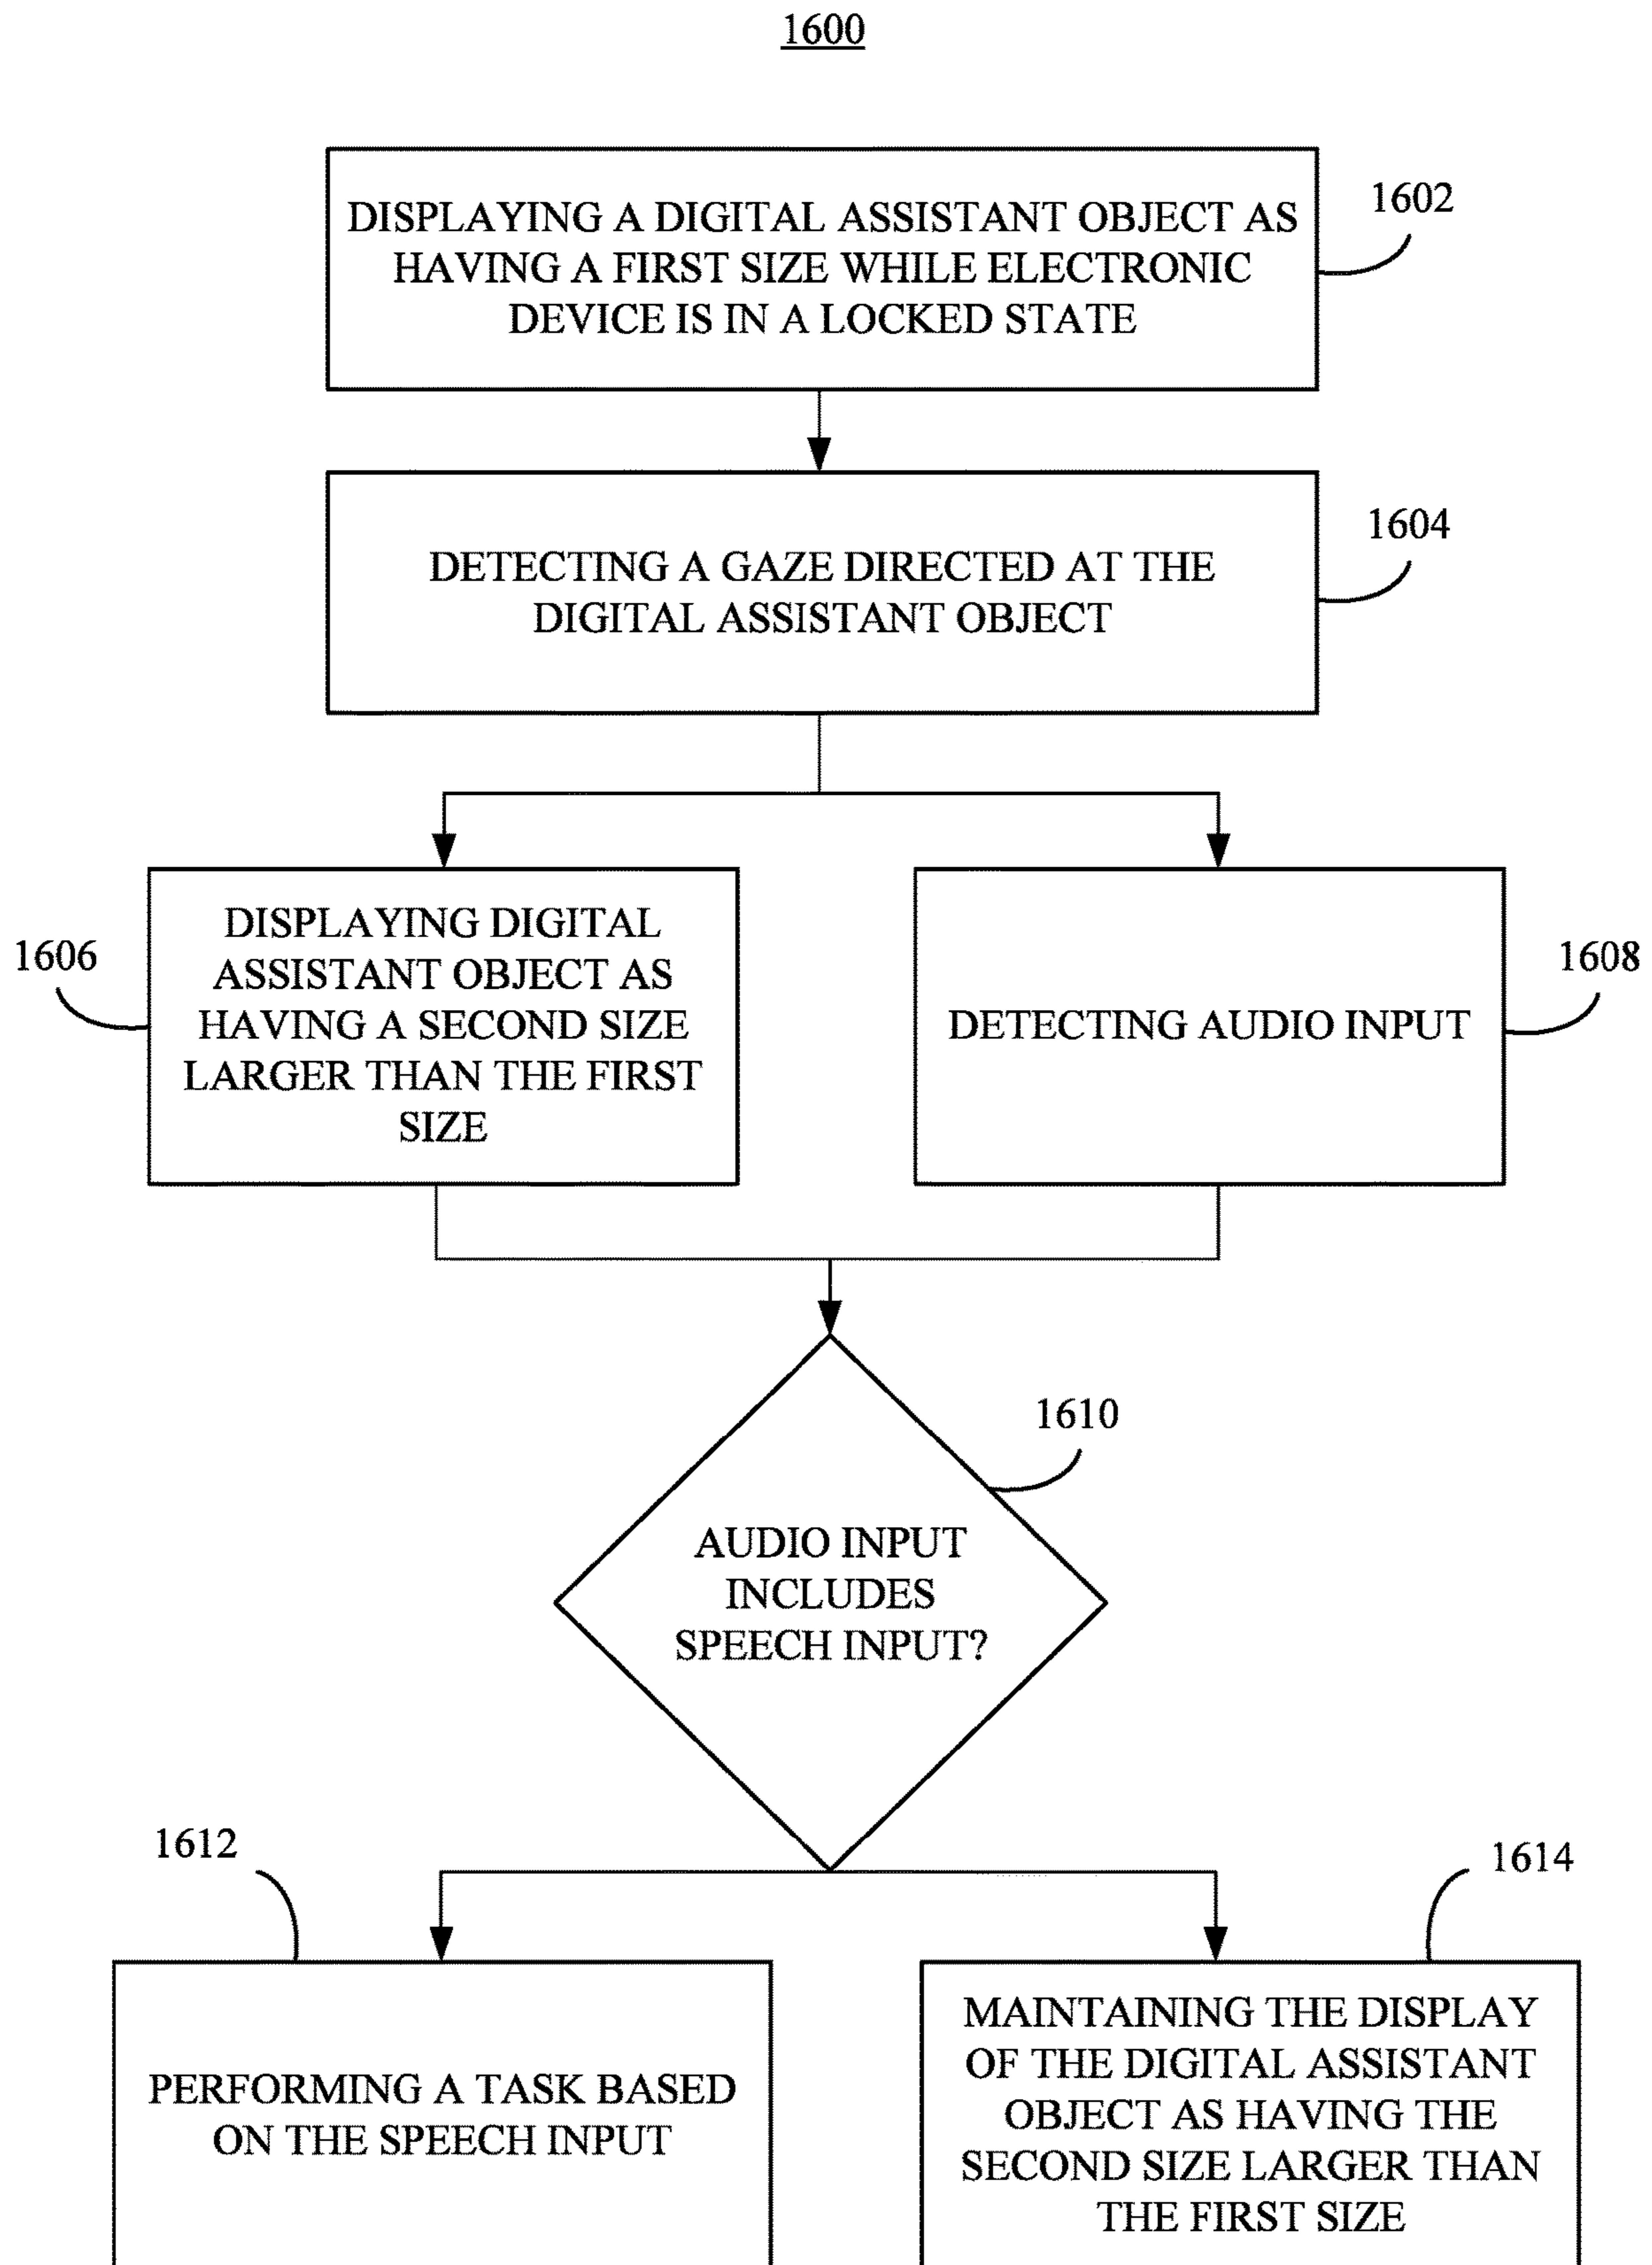 1600
DISPLAYING A DIGITAL ASSISTANT OBJECT AS
HAVING A FIRST SIZE WHILE ELECTRONIC
DEVICE IS IN A LOCKED STATE
1602
DETECTING A GAZE DIRECTED AT THE
DIGITAL ASSISTANT OBJECT
1604
DISPLAYING DIGITAL
ASSISTANT OBJECT AS
HAVING A SECOND SIZE
LARGER THAN THE FIRST
SIZE
1606
DETECTING AUDIO INPUT
1608
AUDIO INPUT
INCLUDES
SPEECH INPUT?
1610
1612
PERFORMING A TASK BASED
ON THE SPEECH INPUT
1614
MAINTAINING THE DISPLAY
OF THE DIGITAL ASSISTANT
OBJECT AS HAVING THE
SECOND SIZE LARGER THAN
THE FIRST SIZE